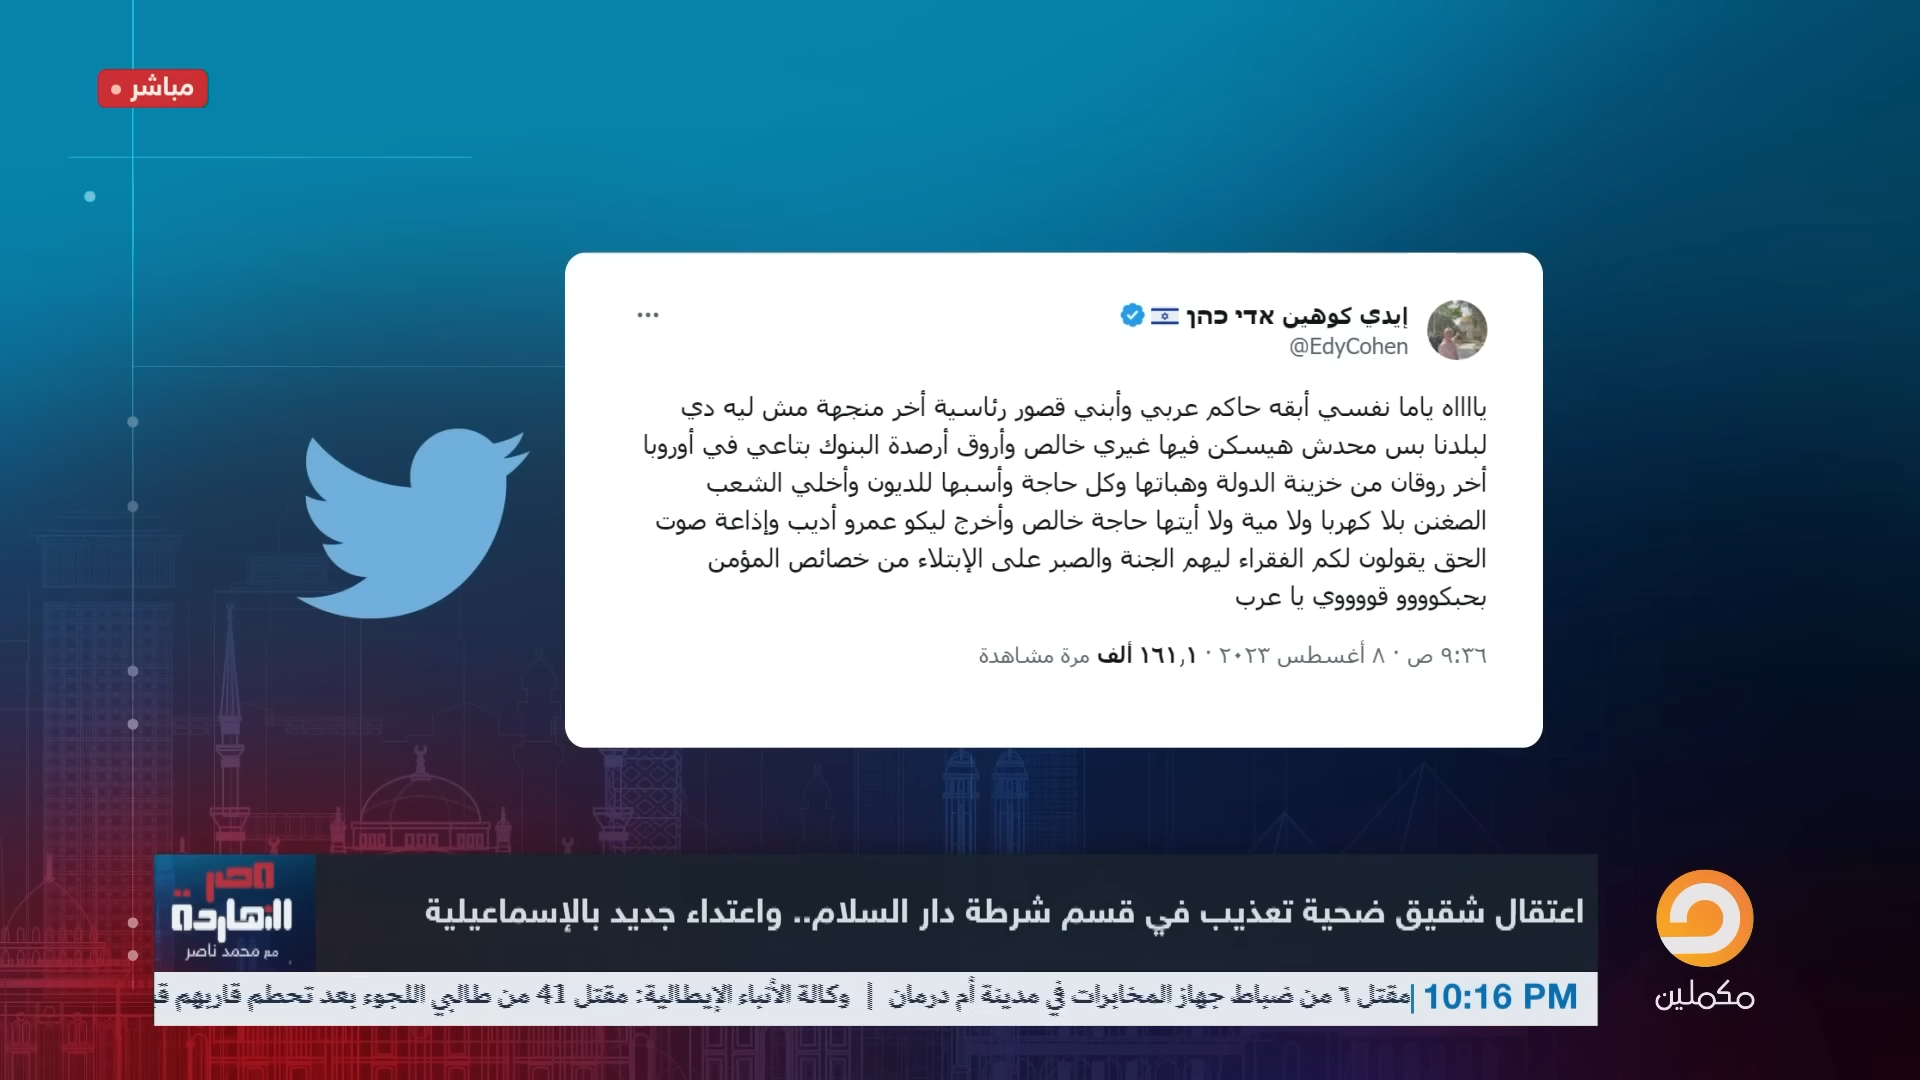 مباشر
إيدي كوهين אדי כהן
@EdyCohen
ياااااه ياما نفسي أبقه حاكم عربي وأبني قصور رئاسية أخر منجهة مش ليه دي
لبلدنا بس محدش هيسكن فيها غيري خالص وأروق أرصدة البنوك بتاعي في أوروبا
أخر روقان من خزينة الدولة وهباتها وكل حاجة وأسبها للديون وأخلي الشعب
الصغنن بلا كهربا ولا مية ولا أيتها حاجة خالص وأخرج ليكو عمرو أديب وإذاعة صوت
الحق يقولون لكم الفقراء ليهم الجنة والصبر على الإبتلاء من خصائص المؤمن
بحبكوووو قووووي يا عرب
٩:٣٦ ص · ٨ أغسطس ٢٠٢٣ · ١٦١٫١ ألف مرة مشاهدة
مصر
النهاردة
مع محمد ناصر
اعتقال شقيق ضحية تعذيب في قسم شرطة دار السلام.. واعتداء جديد بالإسماعيلية
10:16 PM | مقتل ٦ من ضباط جهاز المخابرات في مدينة أم درمان | وكالة الأنباء الإيطالية: مقتل 41 من طالبي اللجوء بعد تحطم قاربهم
مكملين